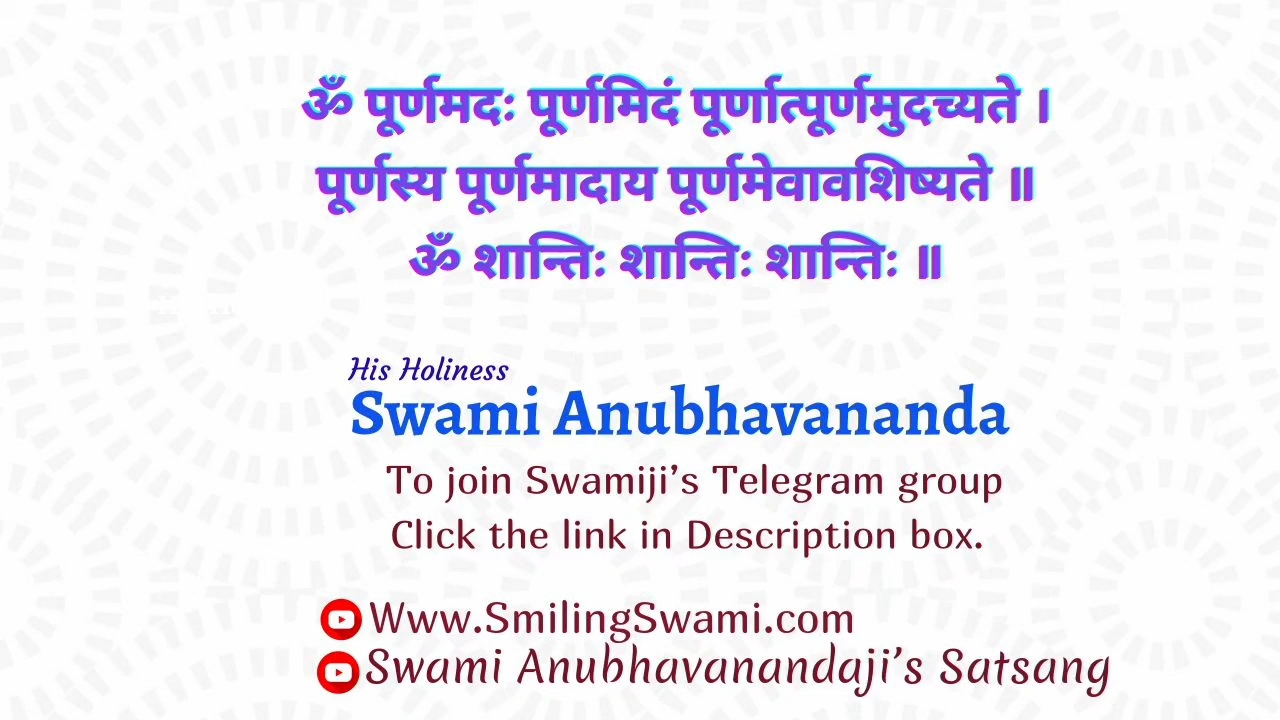 ॐ पूर्णमदः पूर्णमिदं पूर्णात्पूर्णमुदच्यते ।
पूर्णस्य पूर्णमादाय पूर्णमेवावशिष्यते ॥
ॐ शान्तिः शान्तिः शान्तिः ॥
His Holiness
Swami Anubhavananda
To join Swamiji’s Telegram group
Click the link in Description box.
Www.SmilingSwami.com
Swami Anubhavanandaji’s Satsang